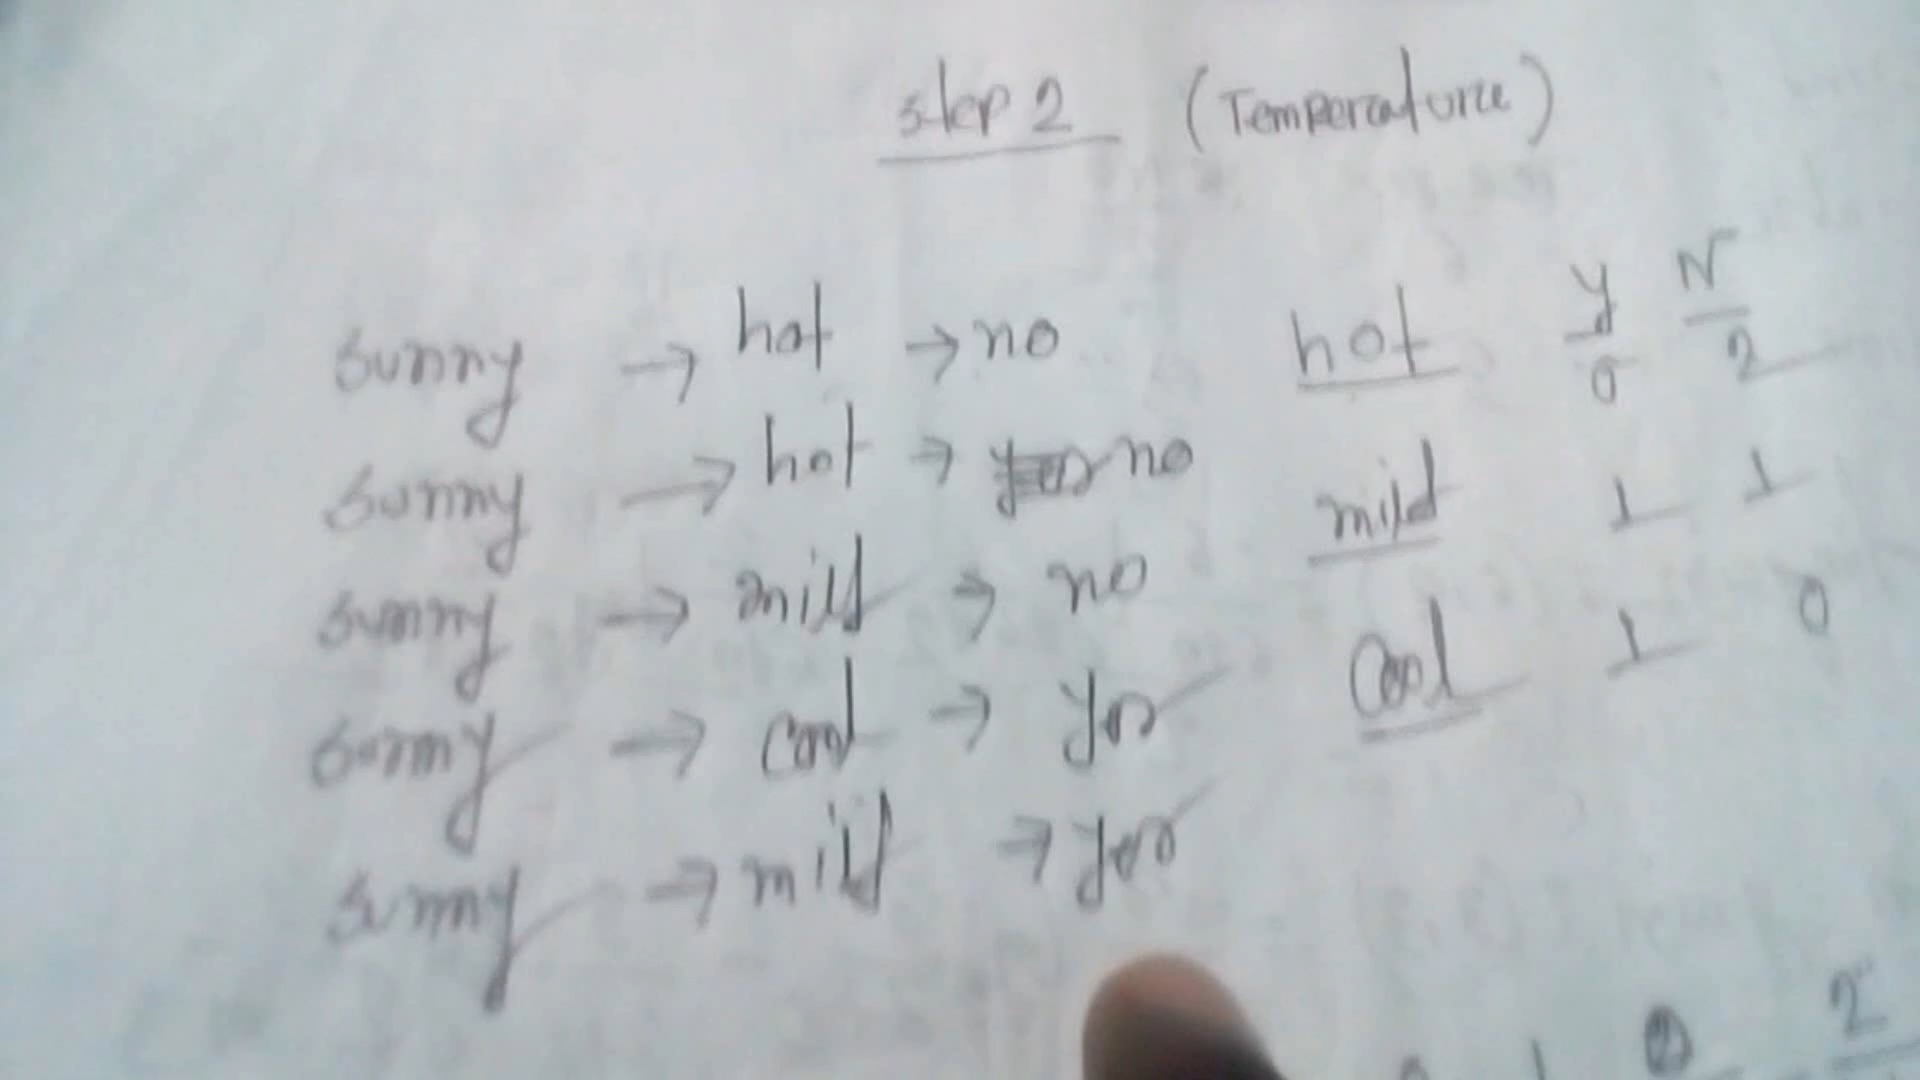 step 2 (Temperature)
sunny → hot → no
sunny → hot → no
sunny → mild → no
sunny → cool → yes
sunny → mild → yes
y N
hot 0 2
mild 1 1
cool 1 0
2